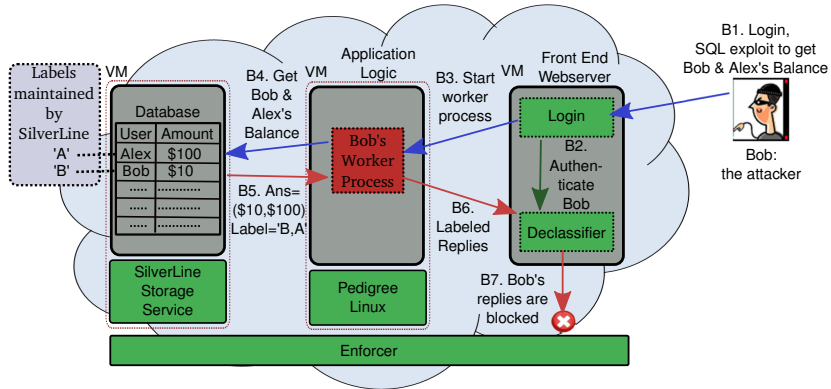 B1. Login,
SQL exploit to get
Bob & Alex's Balance
Bob:
the attacker
Front End
Webserver
VM
Login
B2.
Authen-
ticate
Bob
Declassifier
B3. Start
worker
process
Application
Logic
VM
Bob's
Worker
Process
Pedigree
Linux
B4. Get
Bob &
Alex's
Balance
VM
Database
User Amount
Alex $100
Bob $10
..... .....
..... .....
..... .....
SilverLine
Storage
Service
Labels
maintained
by
SilverLine
'A'
'B'
B5. Ans=
($10,$100)
Label='B,A'
B6.
Labeled
Replies
B7. Bob's
replies are
blocked
Enforcer